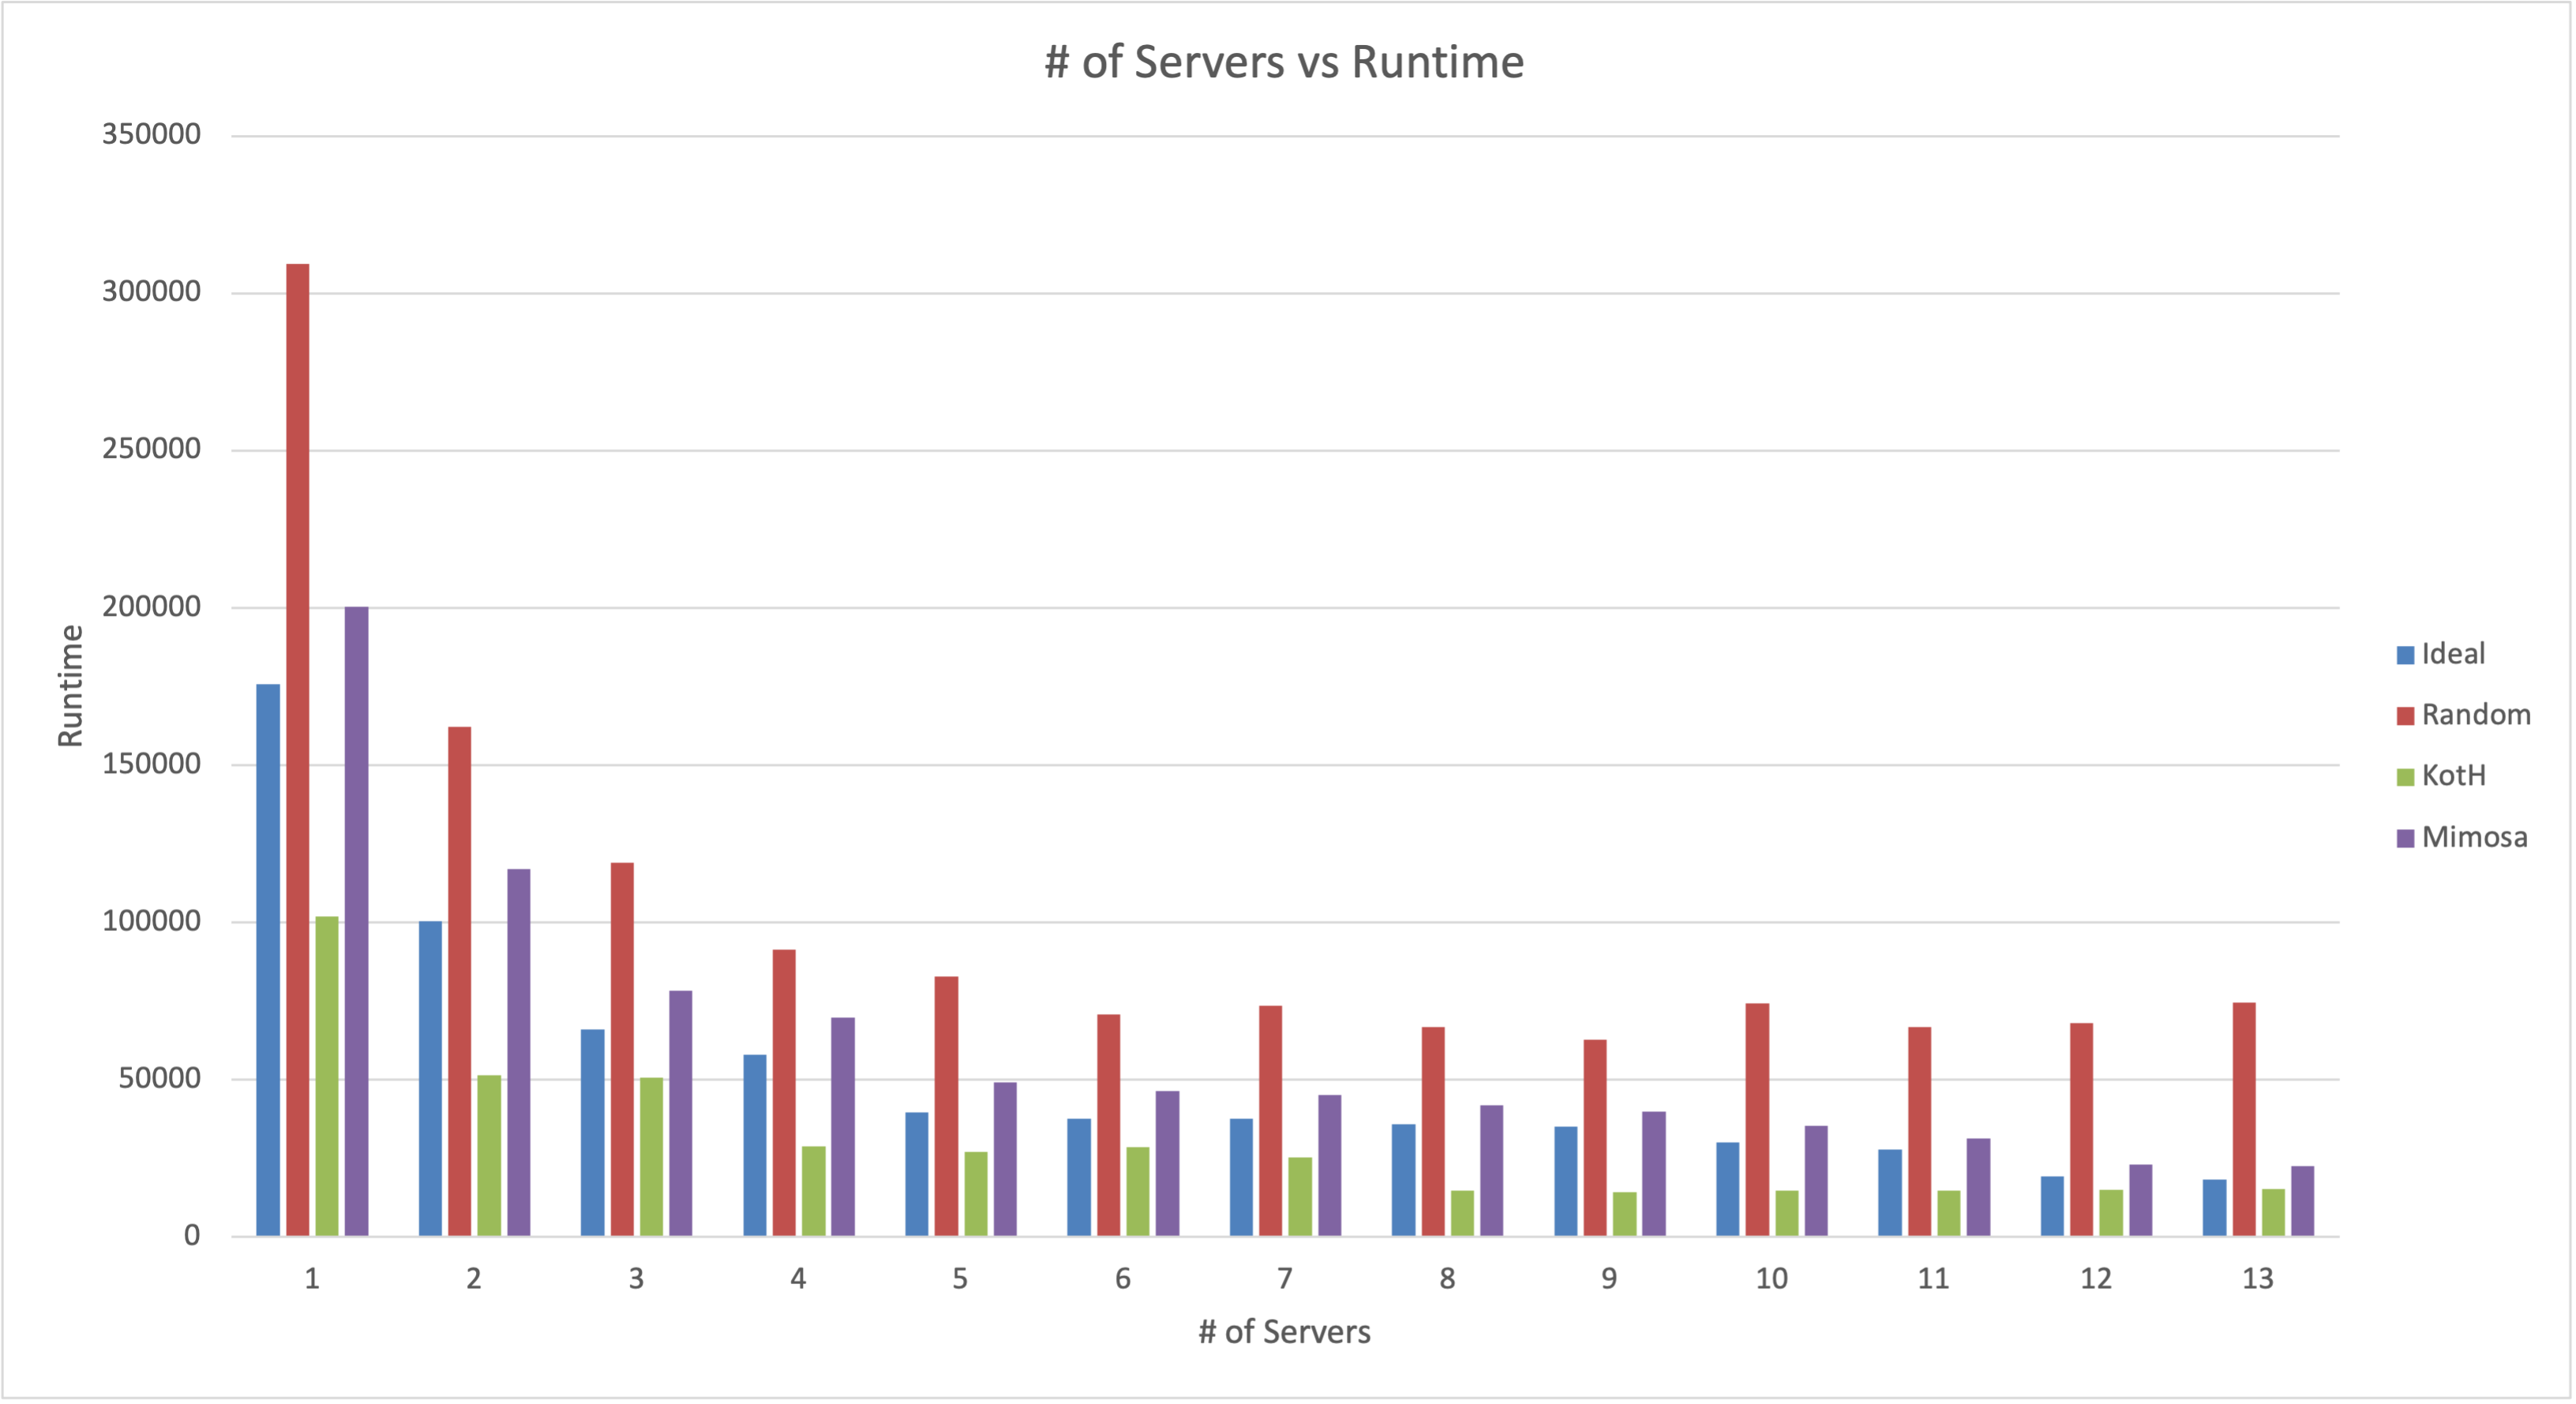 # of Servers vs Runtime
350000
300000
250000
200000
150000
100000
50000
0
Runtime
1 2 3 4 5 6 7 8 9 10 11 12 13
# of Servers
Ideal
Random
KotH
Mimosa